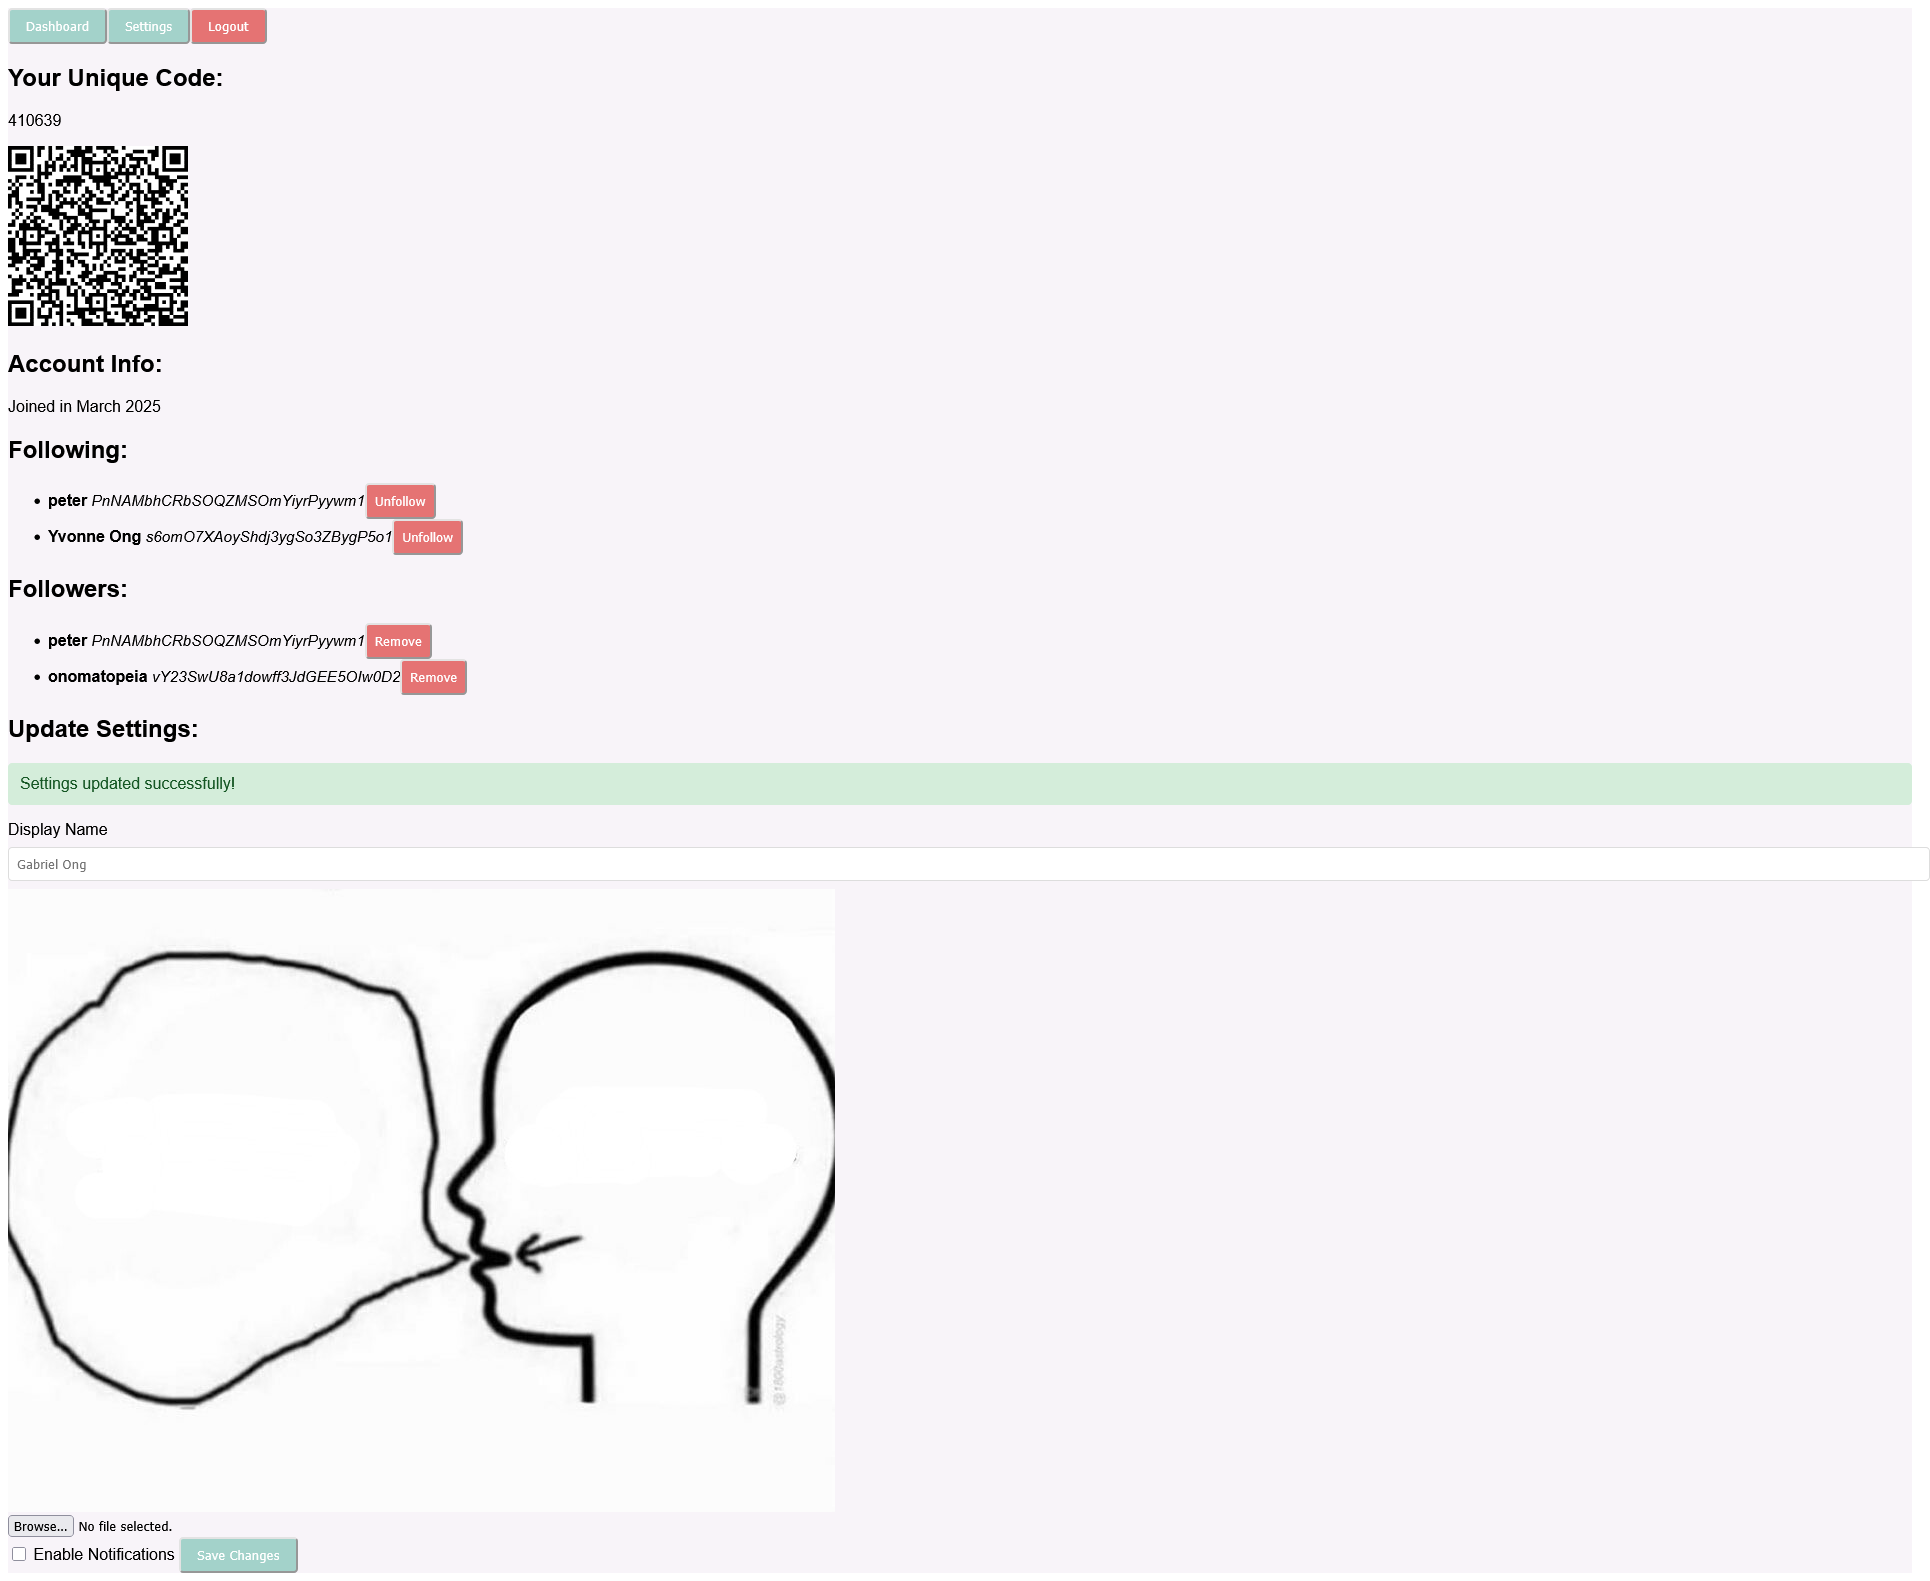 Dashboard Settings Logout
Your Unique Code:
410639
Account Info:
Joined in March 2025
Following:
• peter PnNAMbhCRbSOQZMSOmYiyrPyywm1 Unfollow
• Yvonne Ong s6omO7XAoyShdj3ygSo3ZBygP5o1 Unfollow
Followers:
• peter PnNAMbhCRbSOQZMSOmYiyrPyywm1 Remove
• onomatopeia vY23SwU8a1dowff3JdGEE5OIw0D2 Remove
Update Settings:
Settings updated successfully!
Display Name
Gabriel Ong
@1800astrology
Browse... No file selected.
Enable Notifications Save Changes